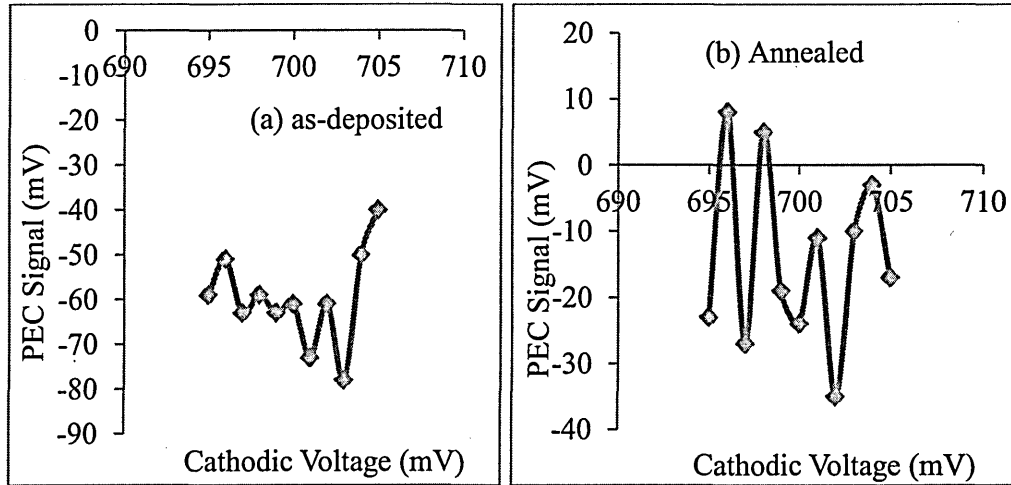 0
690 695 700 705 710
-10
-20
-30
-40
-50
-60
-70
-80
-90
(a) as-deposited
PEC Signal (mV)
Cathodic Voltage (mV)
20
10
0
690 695 700 705 710
-10
-20
-30
-40
(b) Annealed
PEC Signal (mV)
Cathodic Voltage (mV)